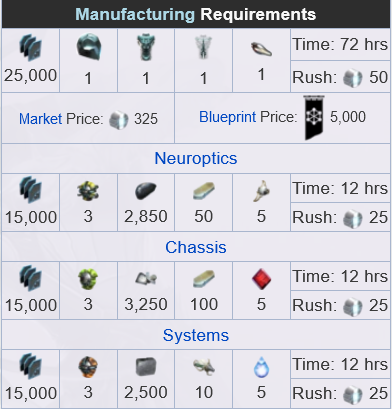 Manufacturing Requirements
25,000 1 1 1 1 Time: 72 hrs
Rush: 50
Market Price: 325 Blueprint Price: 5,000
Neuroptics
15,000 3 2,850 50 5 Time: 12 hrs
Rush: 25
Chassis
15,000 3 3,250 100 5 Time: 12 hrs
Rush: 25
Systems
15,000 3 2,500 10 5 Time: 12 hrs
Rush: 25